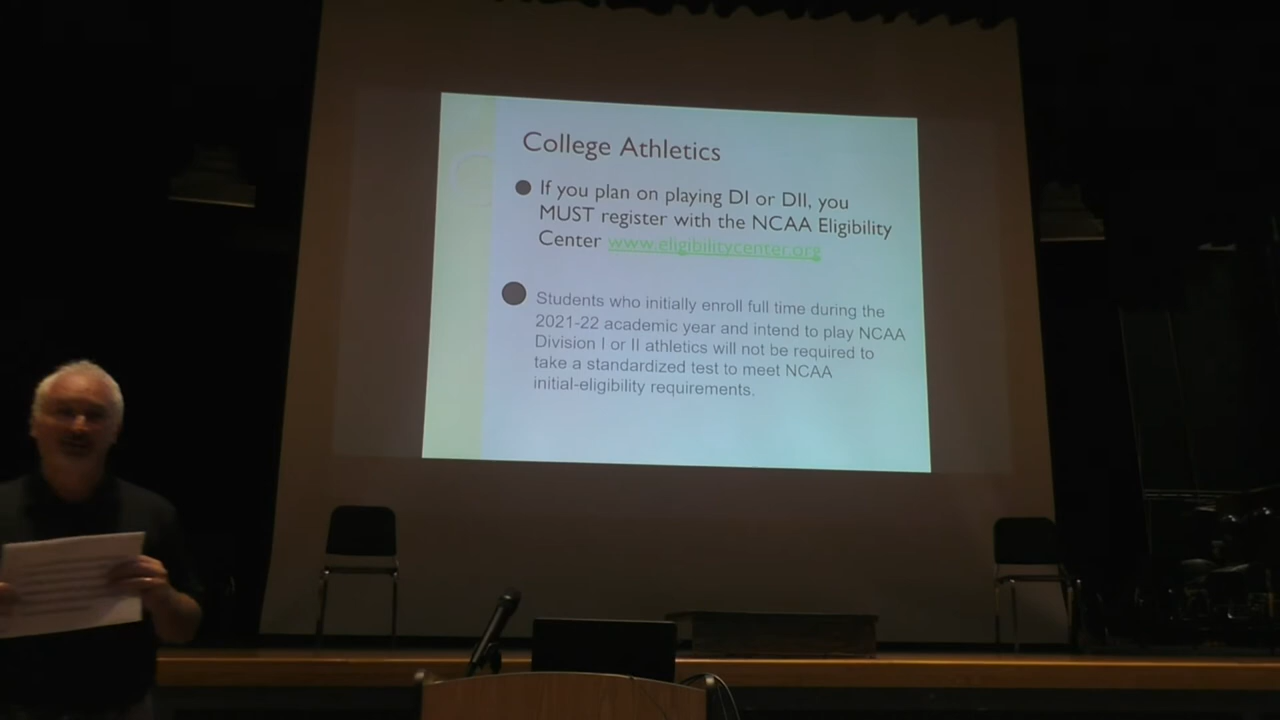 College Athletics
If you plan on playing DI or DII, you
MUST register with the NCAA Eligibility
Center www.eligibilitycenter.org
Students who initially enroll full time during the
2021-22 academic year and intend to play NCAA
Division I or II athletics will not be required to
take a standardized test to meet NCAA
initial-eligibility requirements.